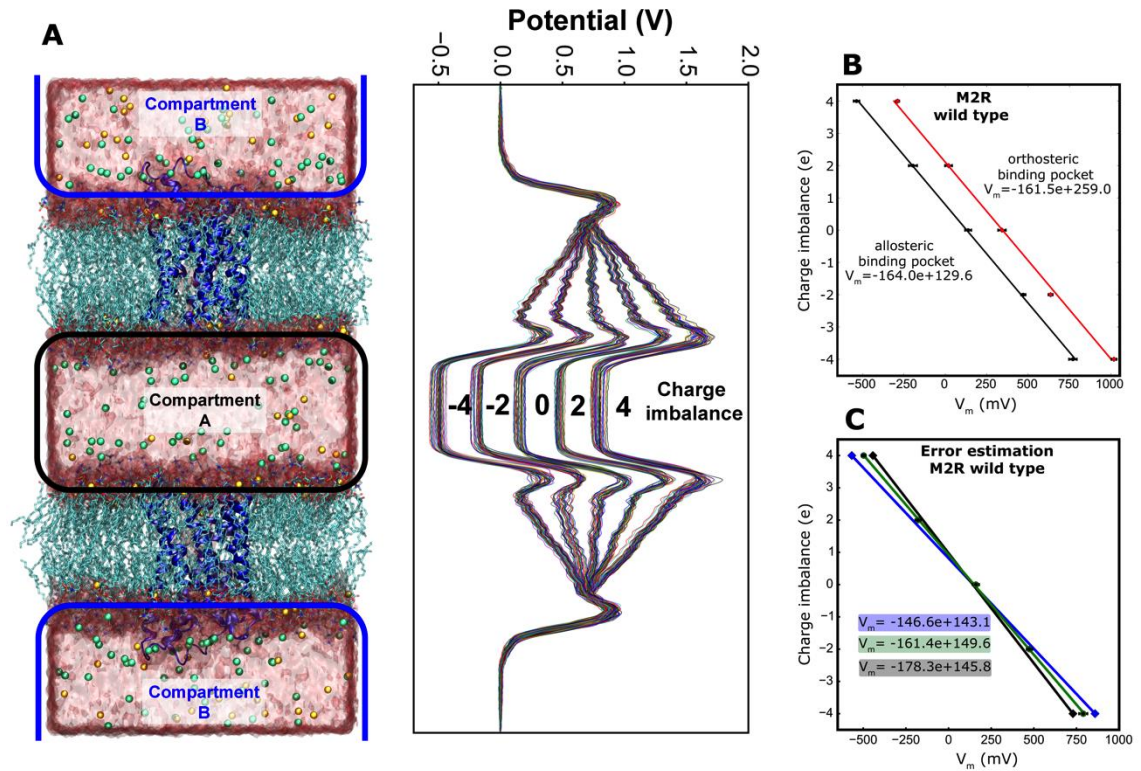 A
Compartment
B
Compartment
A
Compartment
B
Potential (V)
−0.5
0.0
0.5
1.0
1.5
2.0
-4
-2
0
2
4
Charge
imbalance
B
M2R
wild type
orthosteric
binding pocket
Vm=-161.5e+259.0
allosteric
binding pocket
Vm=-164.0e+129.6
Charge imbalance (e)
4
3
2
1
0
-1
-2
-3
-4
-500
-250
0
250
500
750
1000
Vm (mV)
C
Error estimation
M2R wild type
Vm= -146.6e+143.1
Vm= -161.4e+149.6
Vm= -178.3e+145.8
Charge imbalance (e)
4
3
2
1
0
-1
-2
-3
-4
-500
-250
0
250
500
750
1000
Vm (mV)